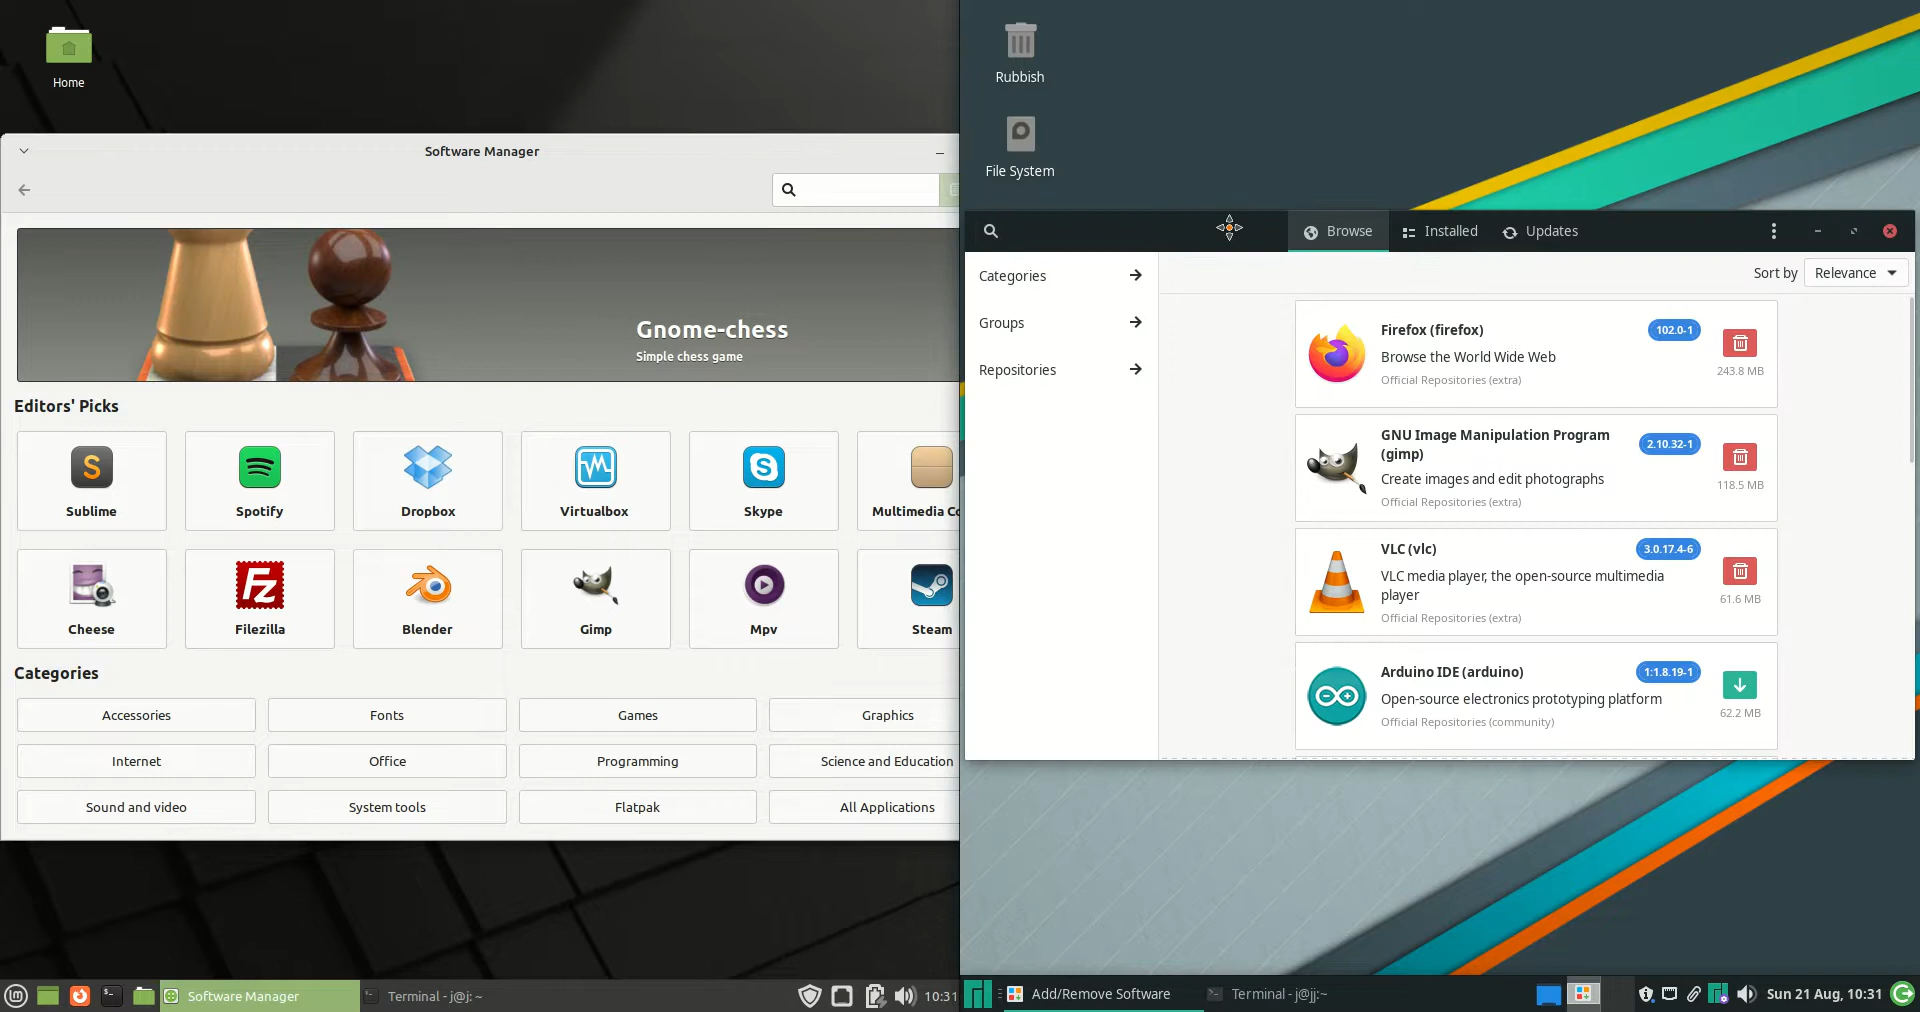 Home
Software Manager
Gnome-chess
Simple chess game
Editors' Picks
Sublime
Spotify
Dropbox
Virtualbox
Skype
Multimedia Co
Cheese
Filezilla
Blender
Gimp
Mpv
Steam
Categories
Accessories
Fonts
Games
Graphics
Internet
Office
Programming
Science and Education
Sound and video
System tools
Flatpak
All Applications
Software Manager
Terminal - j@j: ~
10:31
Rubbish
File System
Browse
Installed
Updates
Categories
Groups
Repositories
Sort by
Relevance
Firefox (firefox)
102.0-1
Browse the World Wide Web
Official Repositories (extra)
243.8 MB
GNU Image Manipulation Program
(gimp)
2.10.32-1
Create images and edit photographs
Official Repositories (extra)
118.5 MB
VLC (vlc)
3.0.17.4-6
VLC media player, the open-source multimedia
player
Official Repositories (extra)
61.6 MB
Arduino IDE (arduino)
1:1.8.19-1
Open-source electronics prototyping platform
Official Repositories (community)
62.2 MB
Add/Remove Software
Terminal - j@jj:~
Sun 21 Aug, 10:31